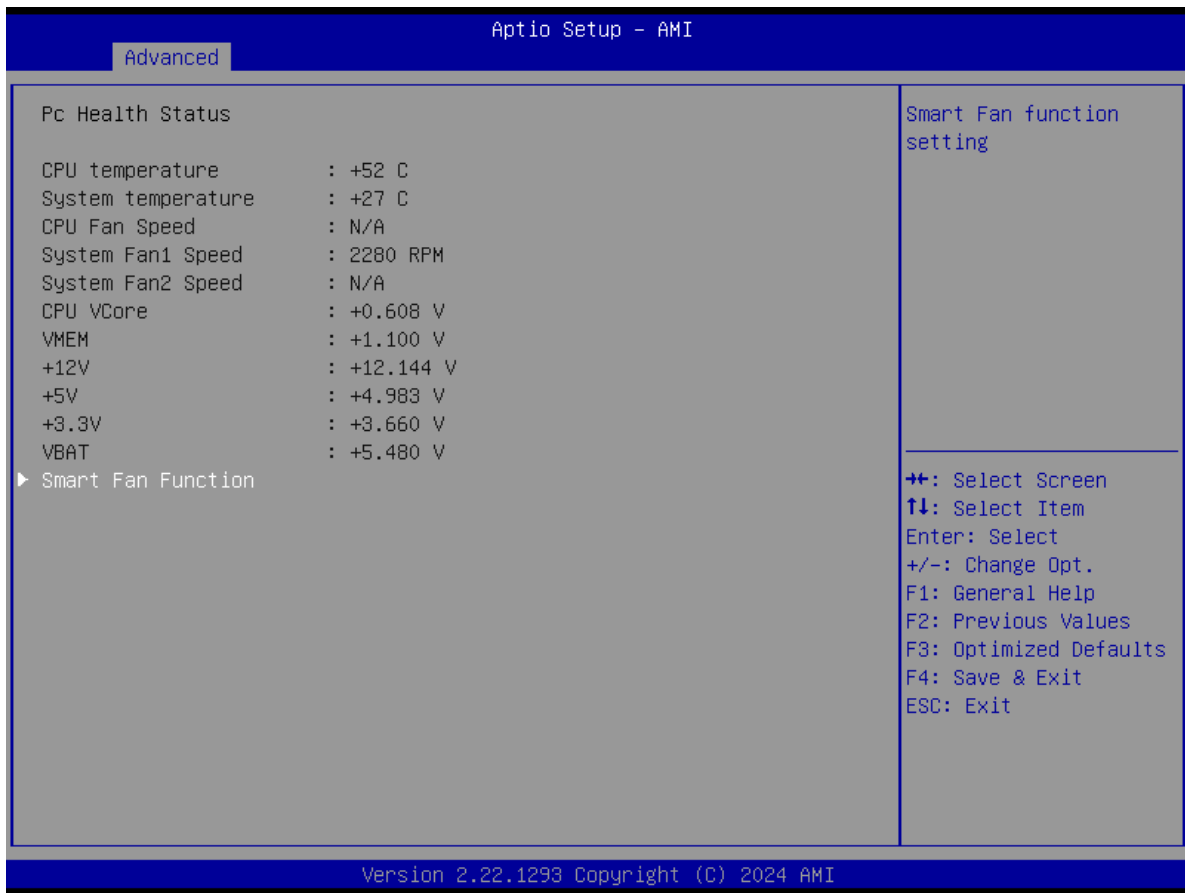 Aptio Setup – AMI
Advanced
Pc Health Status
CPU temperature : +52 C
System temperature : +27 C
CPU Fan Speed : N/A
System Fan1 Speed : 2280 RPM
System Fan2 Speed : N/A
CPU VCore : +0.608 V
VMEM : +1.100 V
+12V : +12.144 V
+5V : +4.983 V
+3.3V : +3.660 V
VBAT : +5.480 V
▶ Smart Fan Function
Smart Fan function
setting
→←: Select Screen
↑↓: Select Item
Enter: Select
+/-: Change Opt.
F1: General Help
F2: Previous Values
F3: Optimized Defaults
F4: Save & Exit
ESC: Exit
Version 2.22.1293 Copyright (C) 2024 AMI